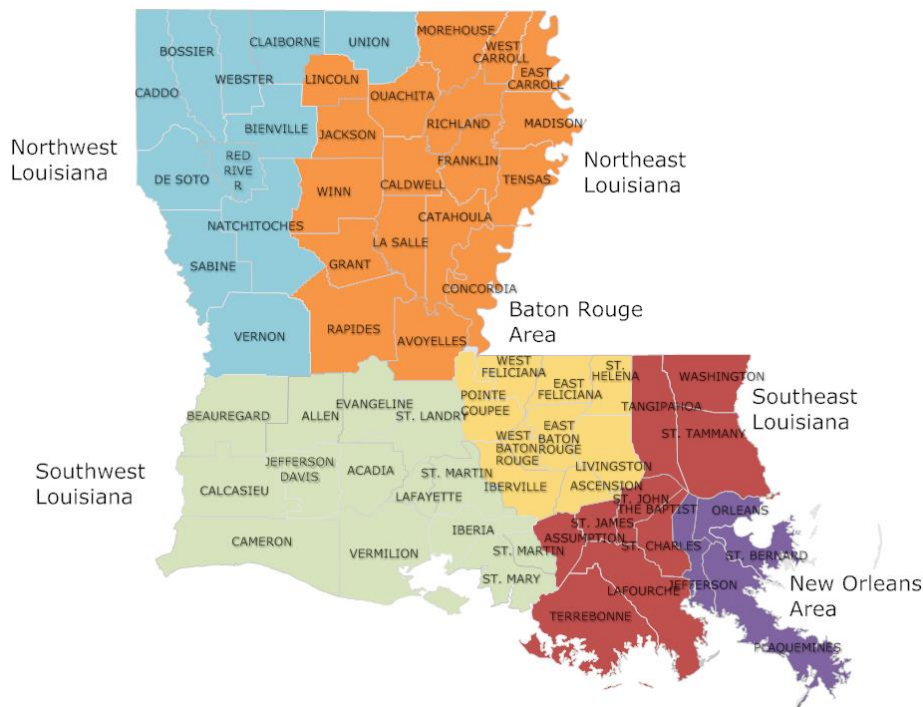 MOREHOUSE
CLAIBORNE
UNION
BOSSIER
WEST
CARROLL
WEBSTER
LINCOLN
EAST
CARROLL
CADDO
OUACHITA
BIENVILLE
JACKSON
RICHLAND
MADISON
Northwest
Louisiana
RED
RIVE
R
FRANKLIN
Northeast
Louisiana
DE SOTO
WINN
CALDWELL
TENSAS
NATCHITOCHES
CATAHOULA
LA SALLE
SABINE
GRANT
CONCORDIA
Baton Rouge
Area
VERNON
RAPIDES
AVOYELLES
WEST
FELICIANA
ST.
HELENA
WASHINGTON
EAST
FELICIANA
Southeast
Louisiana
BEAUREGARD
ALLEN
EVANGELINE
ST. LANDRY
POINTE
COUPEE
TANGIPAHOA
EAST
BATON
ROUGE
ST. TAMMANY
WEST
BATON
ROUGE
Southwest
Louisiana
JEFFERSON
DAVIS
ACADIA
ST. MARTIN
LIVINGSTON
CALCASIEU
LAFAYETTE
IBERVILLE
ASCENSION
ST. JOHN
THE BAPTIST
ORLEANS
CAMERON
IBERIA
ST. JAMES
ASSUMPTION
ST. CHARLES
VERMILION
ST. MARTIN
ST. BERNARD
ST. MARY
LAFOURCHE
JEFFERSON
New Orleans
Area
TERREBONNE
PLAQUEMINES